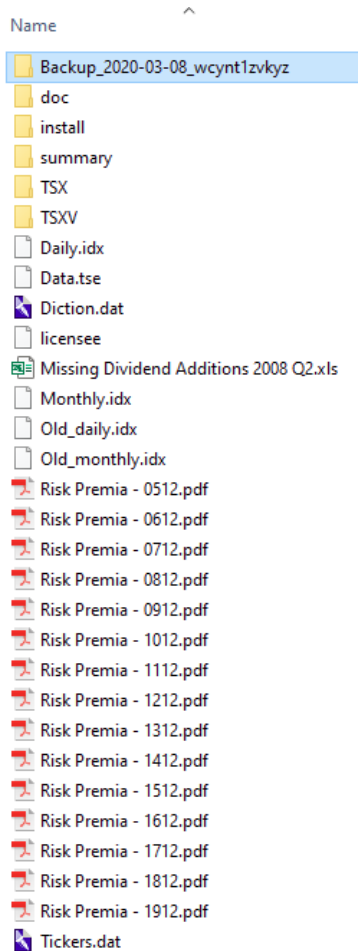 Name
Backup_2020-03-08_wcynt1zvkyz
doc
install
summary
TSX
TSXV
Daily.idx
Data.tse
Diction.dat
licensee
Missing Dividend Additions 2008 Q2.xls
Monthly.idx
Old_daily.idx
Old_monthly.idx
Risk Premia - 0512.pdf
Risk Premia - 0612.pdf
Risk Premia - 0712.pdf
Risk Premia - 0812.pdf
Risk Premia - 0912.pdf
Risk Premia - 1012.pdf
Risk Premia - 1112.pdf
Risk Premia - 1212.pdf
Risk Premia - 1312.pdf
Risk Premia - 1412.pdf
Risk Premia - 1512.pdf
Risk Premia - 1612.pdf
Risk Premia - 1712.pdf
Risk Premia - 1812.pdf
Risk Premia - 1912.pdf
Tickers.dat